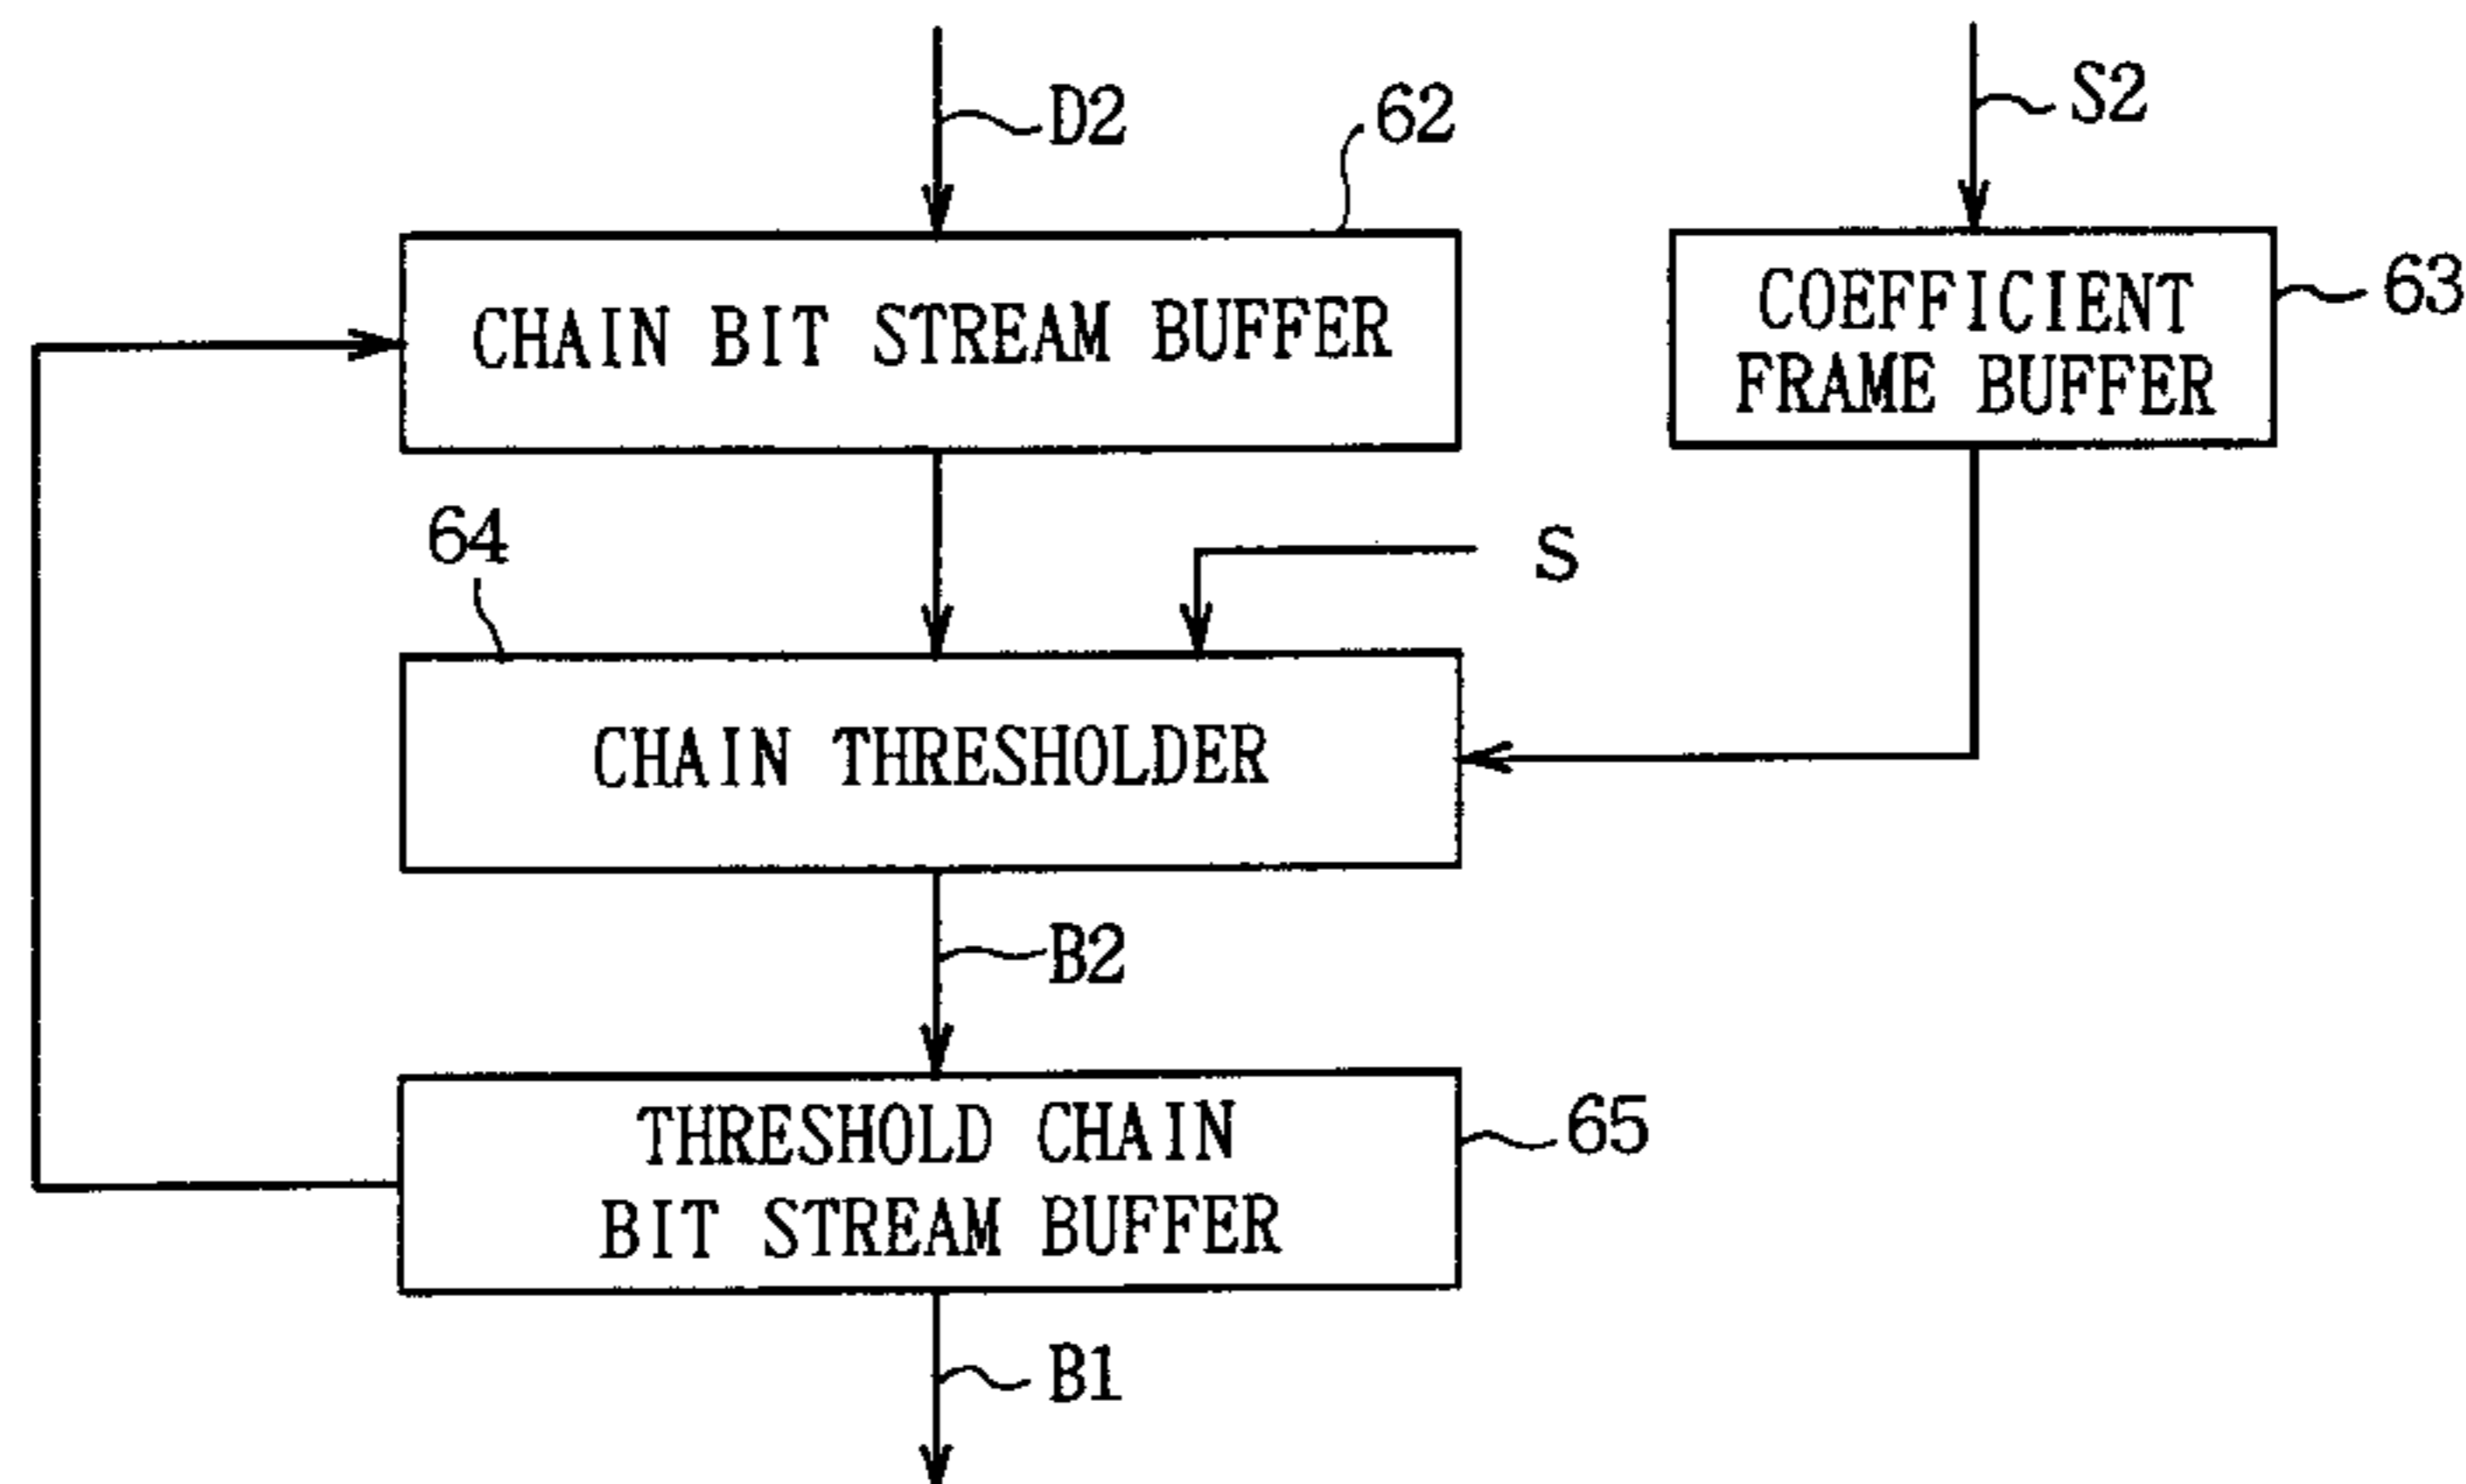 D2
S2
62
CHAIN BIT STREAM BUFFER
COEFFICIENT
FRAME BUFFER
63
64
S
CHAIN THRESHOLDER
B2
THRESHOLD CHAIN
BIT STREAM BUFFER
65
B1